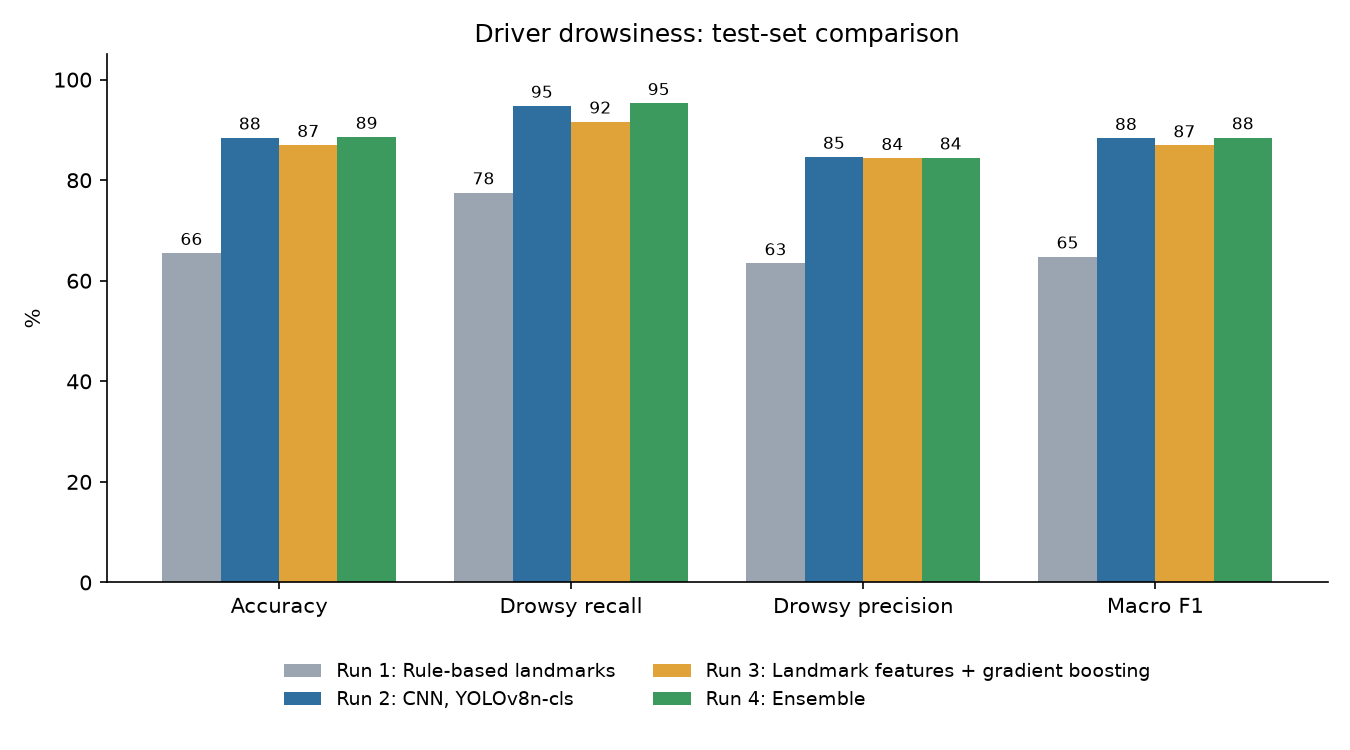 Driver drowsiness: test-set comparison
100
80
60
40
20
0
%
66 88 87 89
78 95 92 95
63 85 84 84
65 88 87 88
Accuracy Drowsy recall Drowsy precision Macro F1
Run 1: Rule-based landmarks
Run 2: CNN, YOLOv8n-cls
Run 3: Landmark features + gradient boosting
Run 4: Ensemble